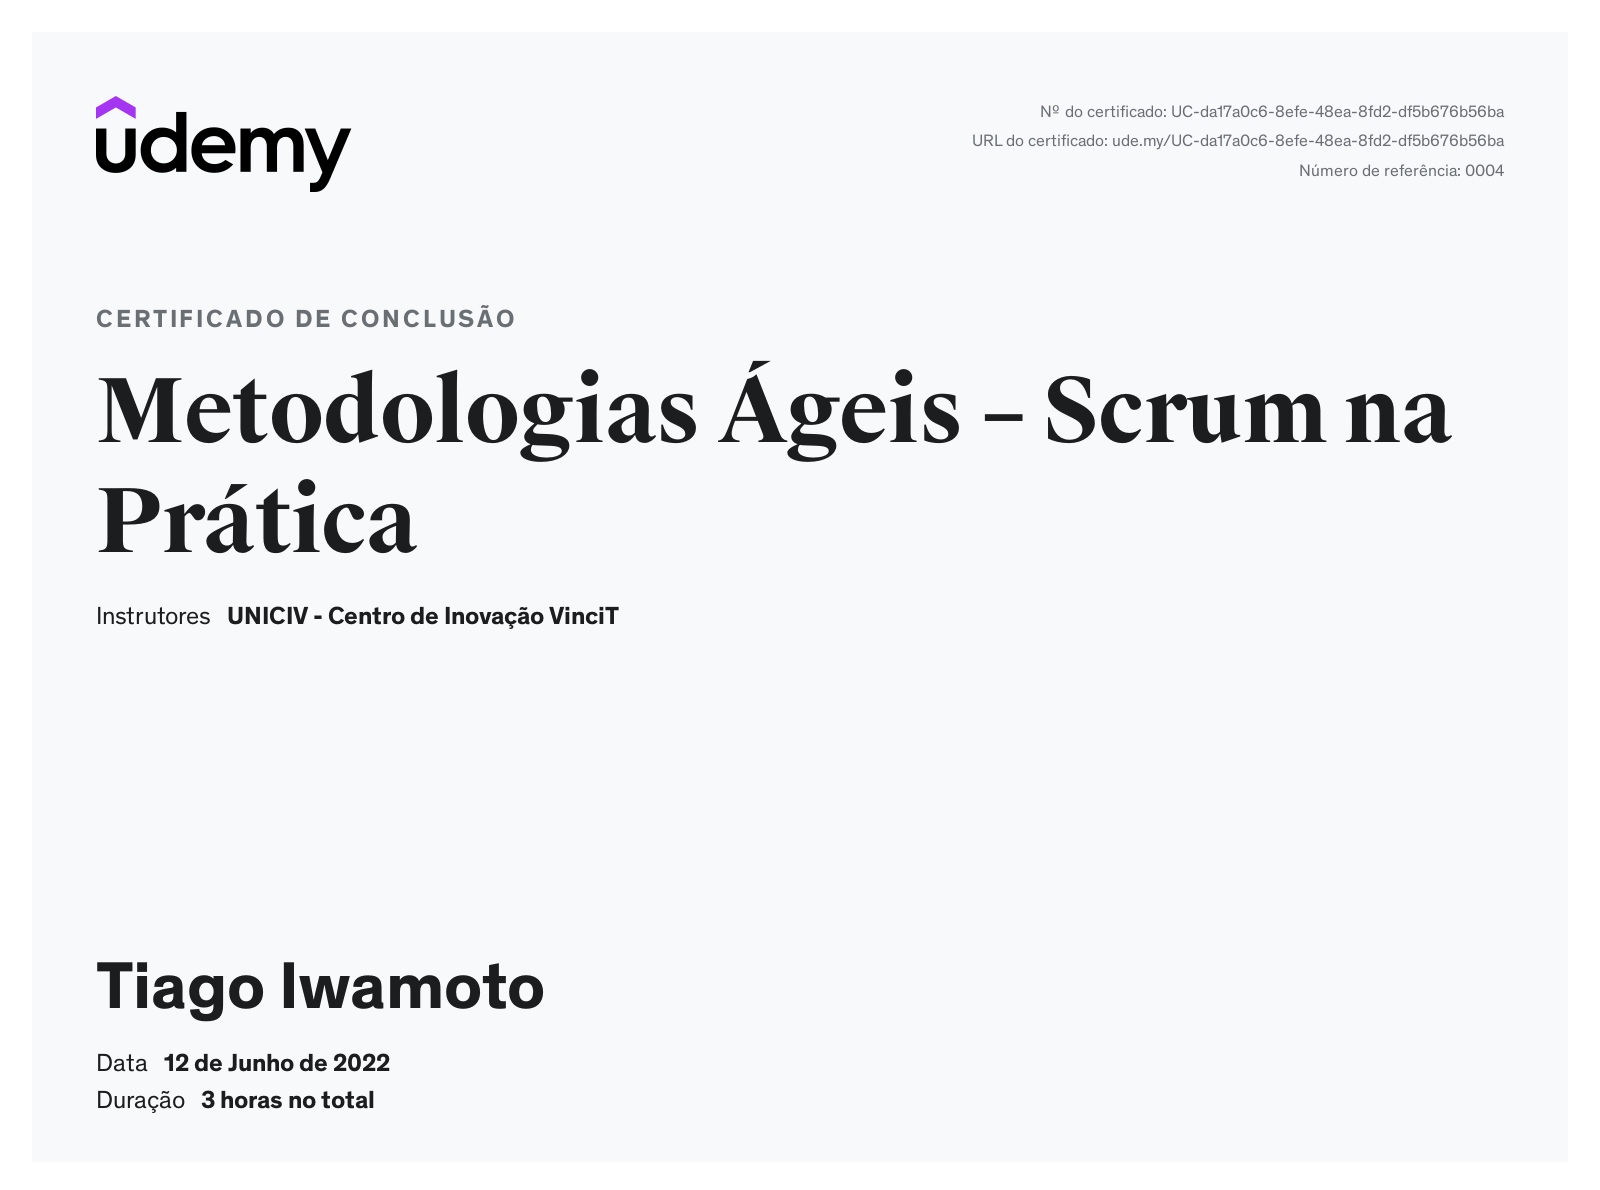 udemy
Nº do certificado: UC-da17a0c6-8efe-48ea-8fd2-df5b676b56ba
URL do certificado: ude.my/UC-da17a0c6-8efe-48ea-8fd2-df5b676b56ba
Número de referência: 0004
CERTIFICADO DE CONCLUSÃO
Metodologias Ágeis – Scrum na
Prática
Instrutores UNICIV - Centro de Inovação VinciT
Tiago Iwamoto
Data 12 de Junho de 2022
Duração 3 horas no total